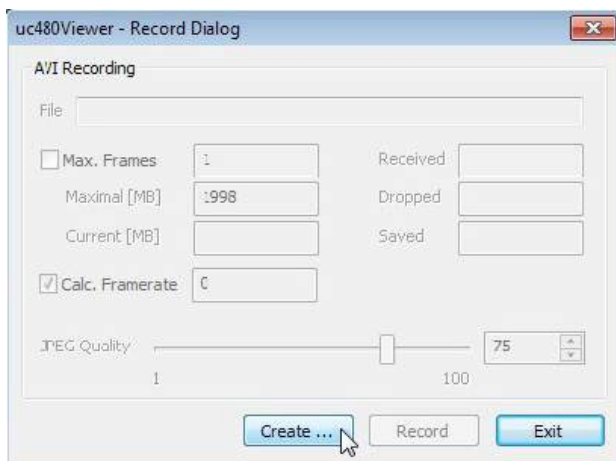 uc480Viewer - Record Dialog
AVI Recording
File
Max. Frames 1 Received
Maximal [MB] 1998 Dropped
Current [MB] Saved
Calc. Framerate 0
JPEG Quality 75
1 100
Create ... Record Exit